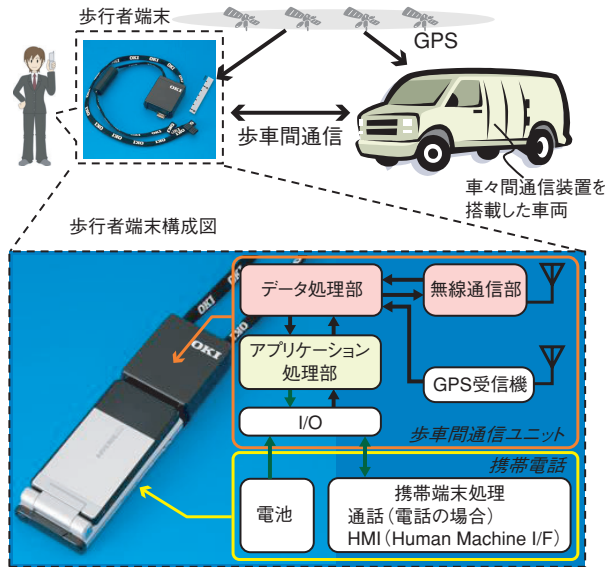 歩行者端末
GPS
OKI
歩車間通信
車々間通信装置を
搭載した車両
歩行者端末構成図
OKI
OKI
データ処理部
無線通信部
アプリケーション
処理部
GPS受信機
I/O
歩車間通信ユニット
携帯電話
電池
携帯端末処理
通話（電話の場合）
HMI（Human Machine I/F）